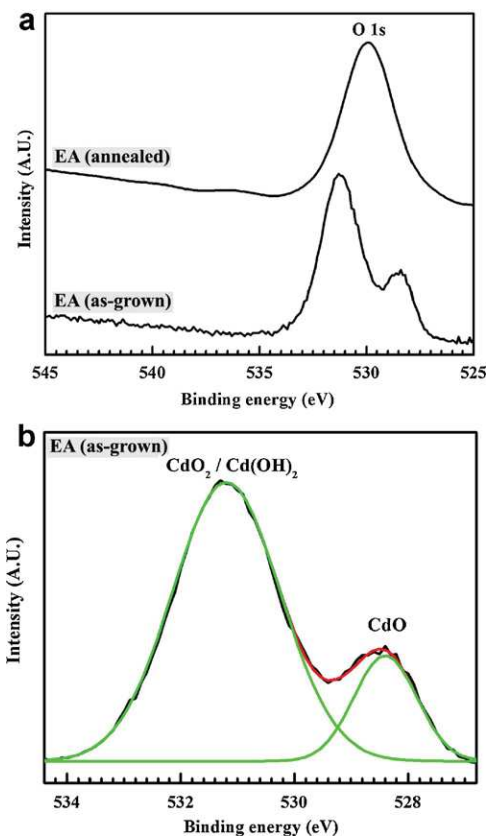 a
O 1s
EA (annealed)
EA (as-grown)
Intensity (A.U.)
545 540 535 530 525
Binding energy (eV)
b
EA (as-grown)
CdO₂ / Cd(OH)₂
CdO
Intensity (A.U.)
534 532 530 528
Binding energy (eV)